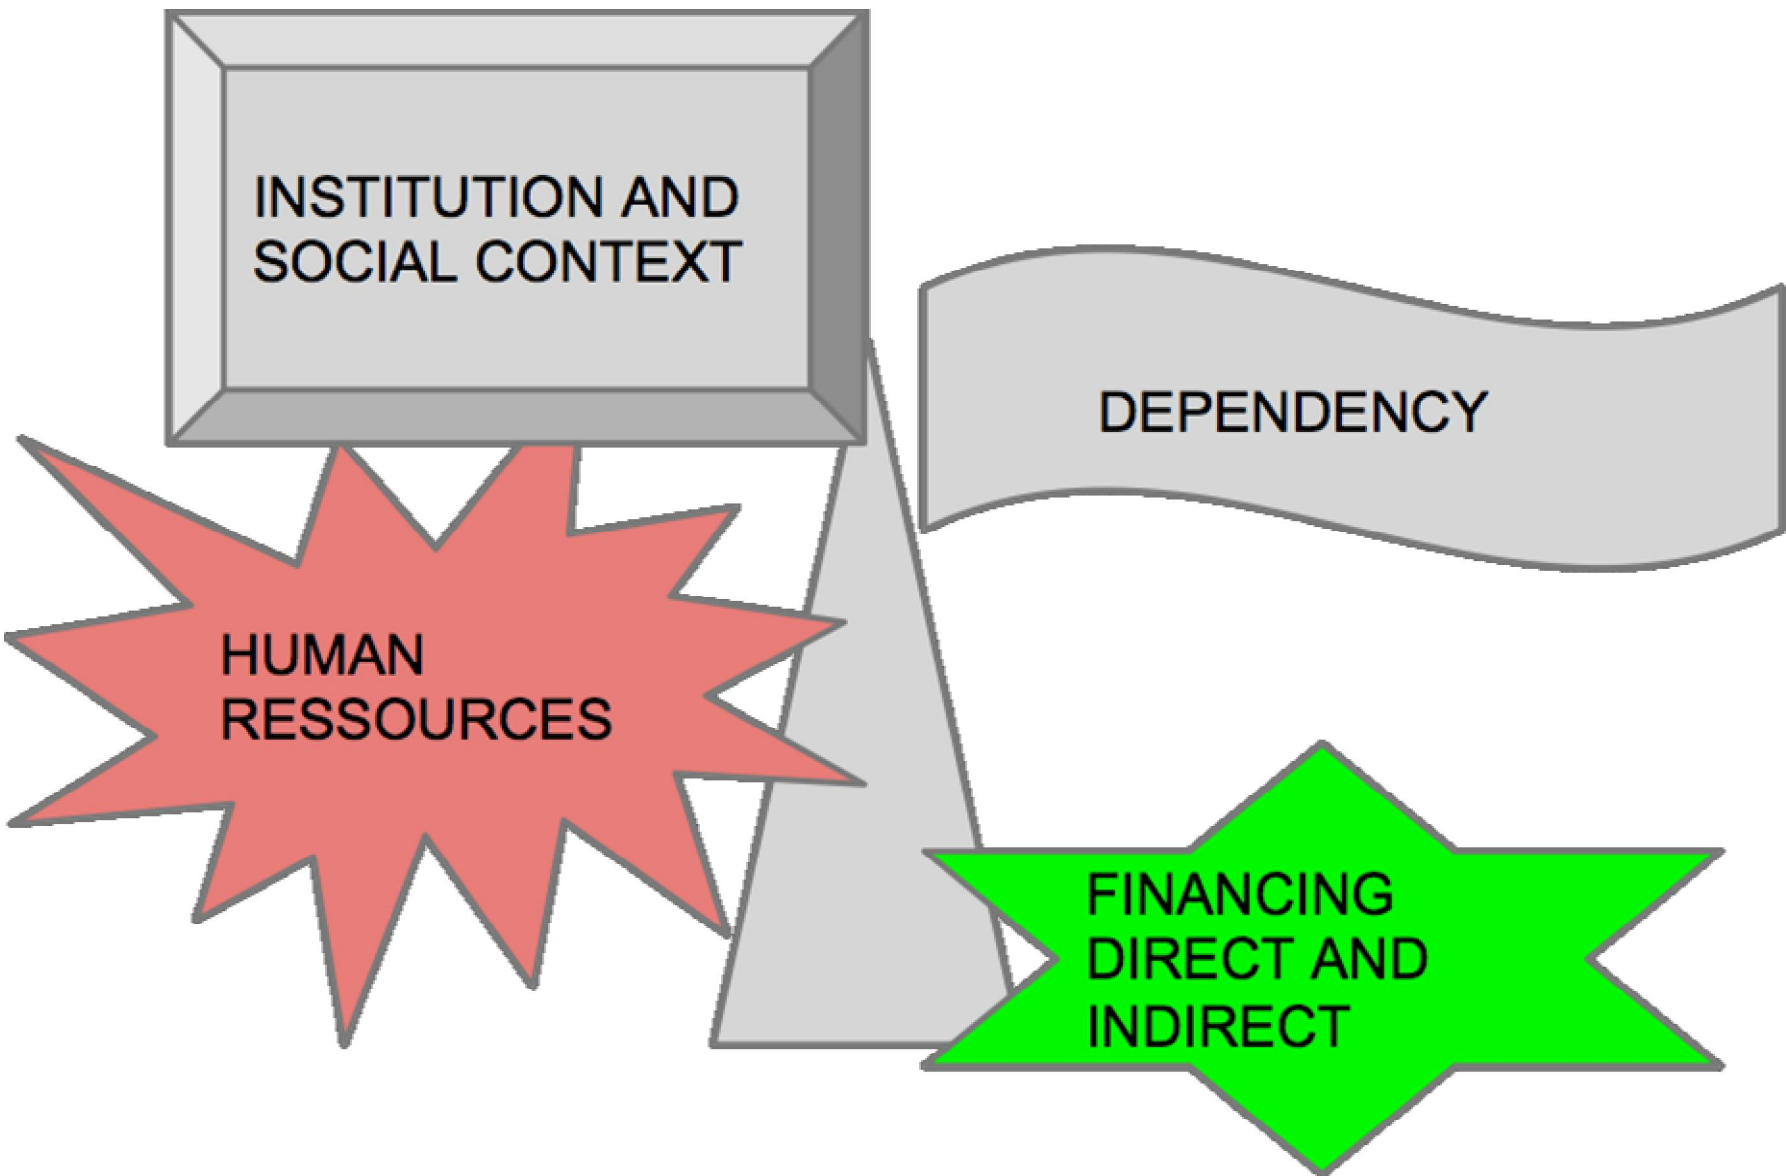 INSTITUTION AND
SOCIAL CONTEXT
DEPENDENCY
HUMAN
RESSOURCES
FINANCING
DIRECT AND
INDIRECT